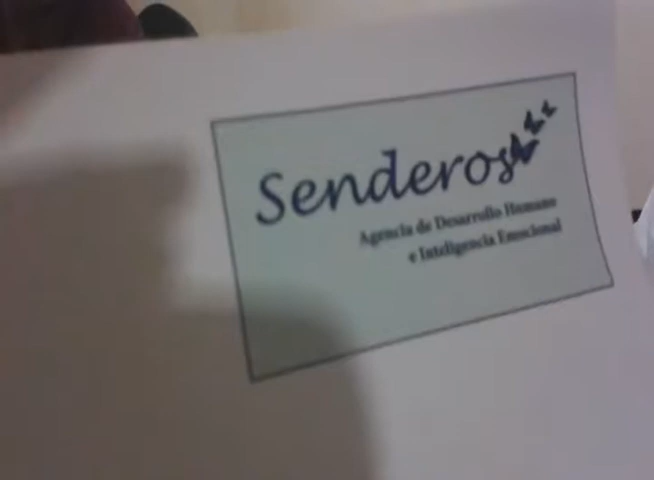 Senderos
Agencia de Desarrollo Humano
e Inteligencia Emocional